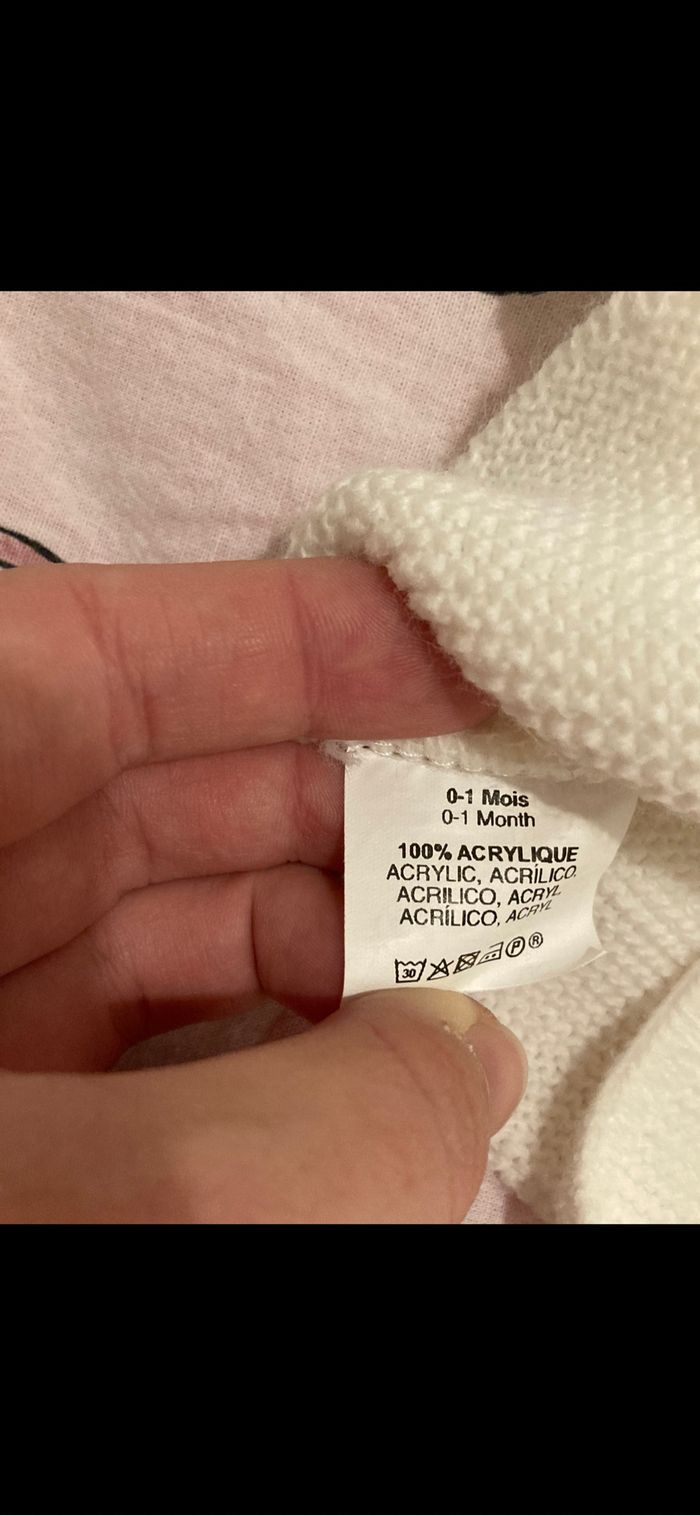 0-1 Mois
0-1 Month
100% ACRYLIQUE
ACRYLIC, ACRÍLICO,
ACRILICO, ACRYL
ACRÍLICO, ACRYL
30 P ®